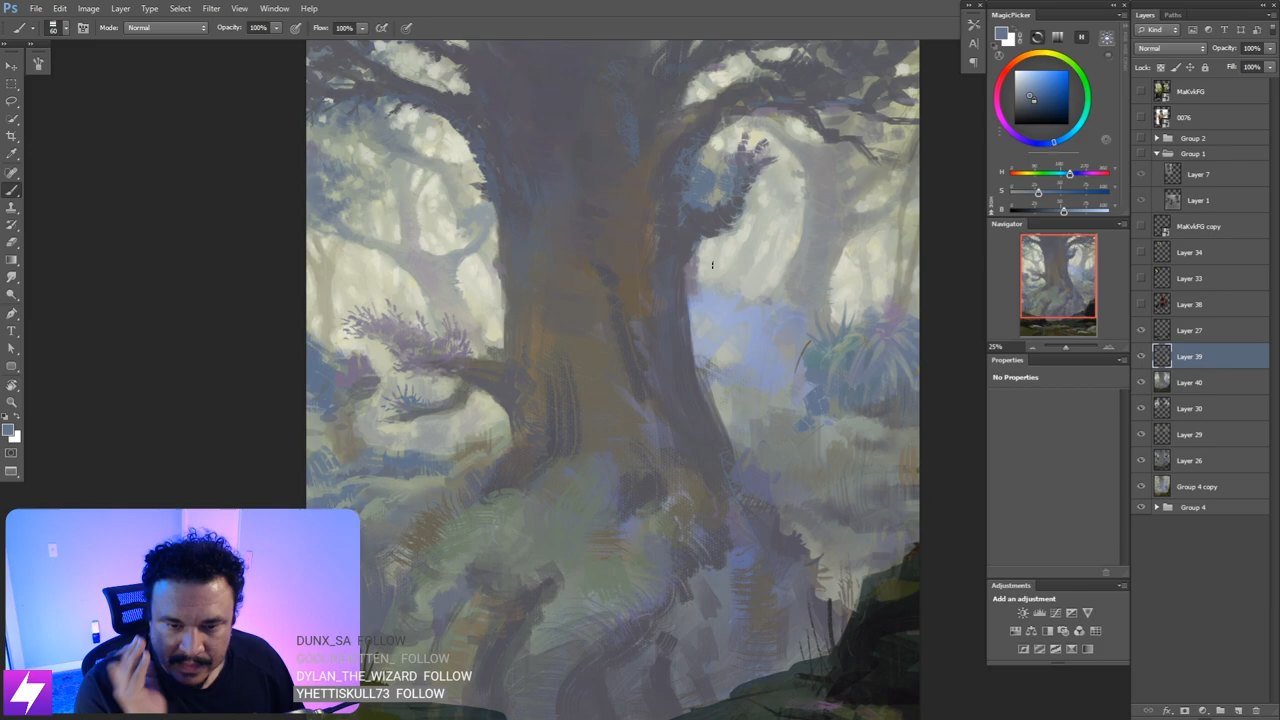 Ps File Edit Image Layer Type Select Filter View Window Help
60 Mode: Normal Opacity: 100% Flow: 100%
MagicPicker
H
H
S
B
Navigator
25%
Properties
No Properties
Adjustments
Add an adjustment
Layers Paths
Kind
Normal Opacity: 100%
Lock: Fill: 100%
MaKvkFG
0076
Group 2
Group 1
Layer 7
Layer 1
MaKvkFG copy
Layer 34
Layer 33
Layer 38
Layer 27
Layer 39
Layer 40
Layer 30
Layer 29
Layer 26
Group 4 copy
Group 4
DUNX_SA FOLLOW
FOLLOW
DYLAN_THE_WIZARD FOLLOW
YHETTISKULL73 FOLLOW